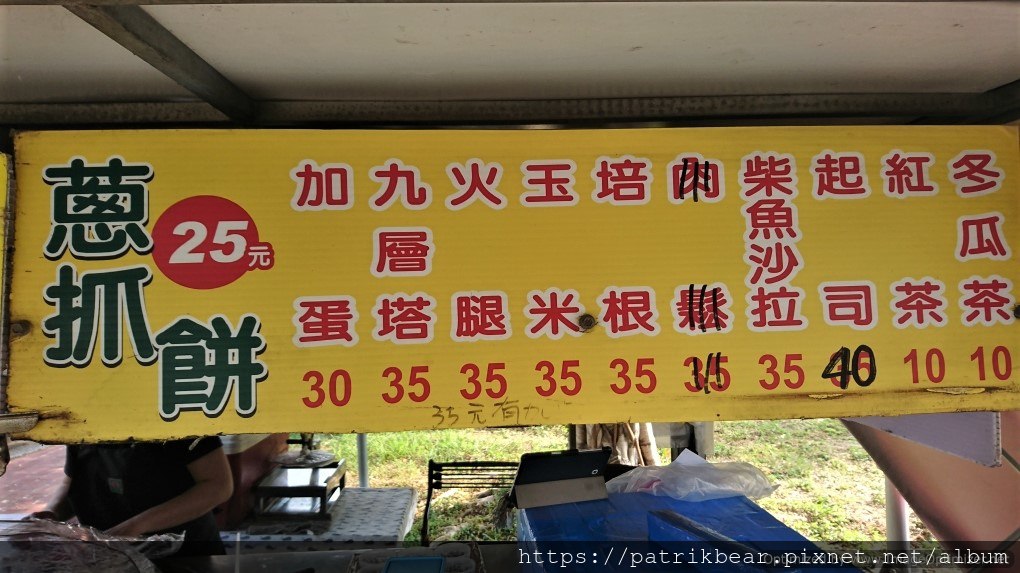 蔥抓餅
25元
加蛋 30
九層塔 35
火腿 35
玉米 35
培根 35
肉鬆 35
柴魚沙拉 35
起司 40
紅茶 10
冬瓜茶 10
35元有九
https://patrikbear.pixnet.net/album